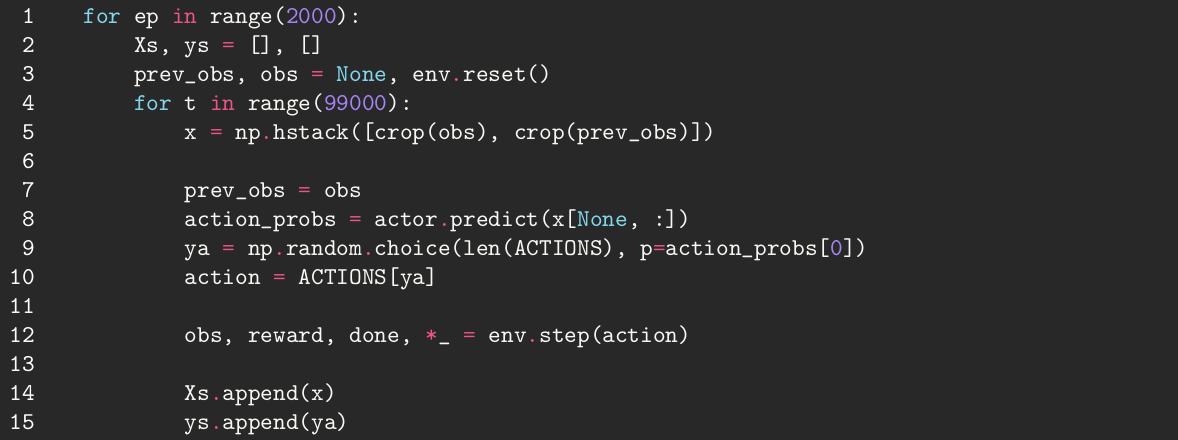 1 for ep in range(2000):
2 Xs, ys = [], []
3 prev_obs, obs = None, env.reset()
4 for t in range(99000):
5 x = np.hstack([crop(obs), crop(prev_obs)])
6
7 prev_obs = obs
8 action_probs = actor.predict(x[None, :])
9 ya = np.random.choice(len(ACTIONS), p=action_probs[0])
10 action = ACTIONS[ya]
11
12 obs, reward, done, *_ = env.step(action)
13
14 Xs.append(x)
15 ys.append(ya)